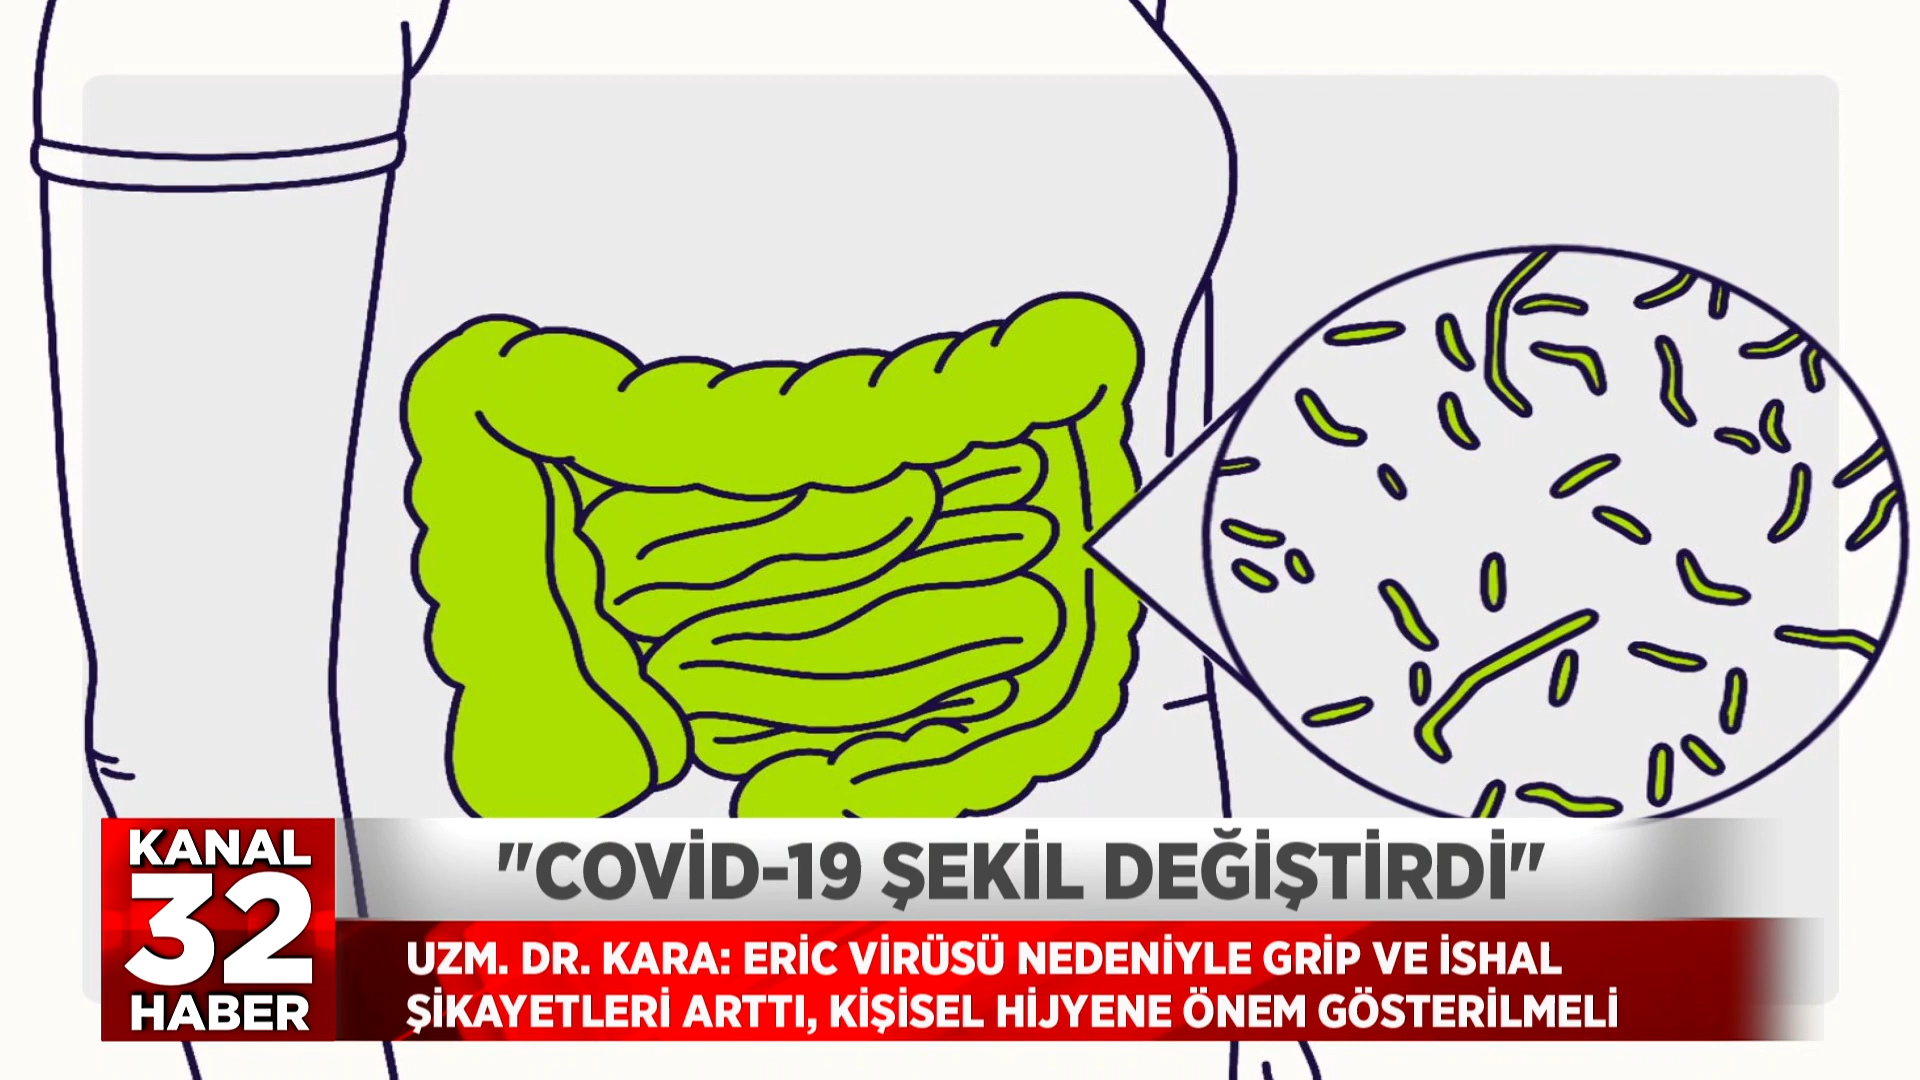 "COVİD-19 ŞEKİL DEĞİŞTİRDİ"
KANAL
32
HABER
UZM. DR. KARA: ERİC VİRÜSÜ NEDENİYLE GRİP VE İSHAL
ŞİKAYETLERİ ARTTI, KİŞİSEL HİJYENE ÖNEM GÖSTERİLMELİ